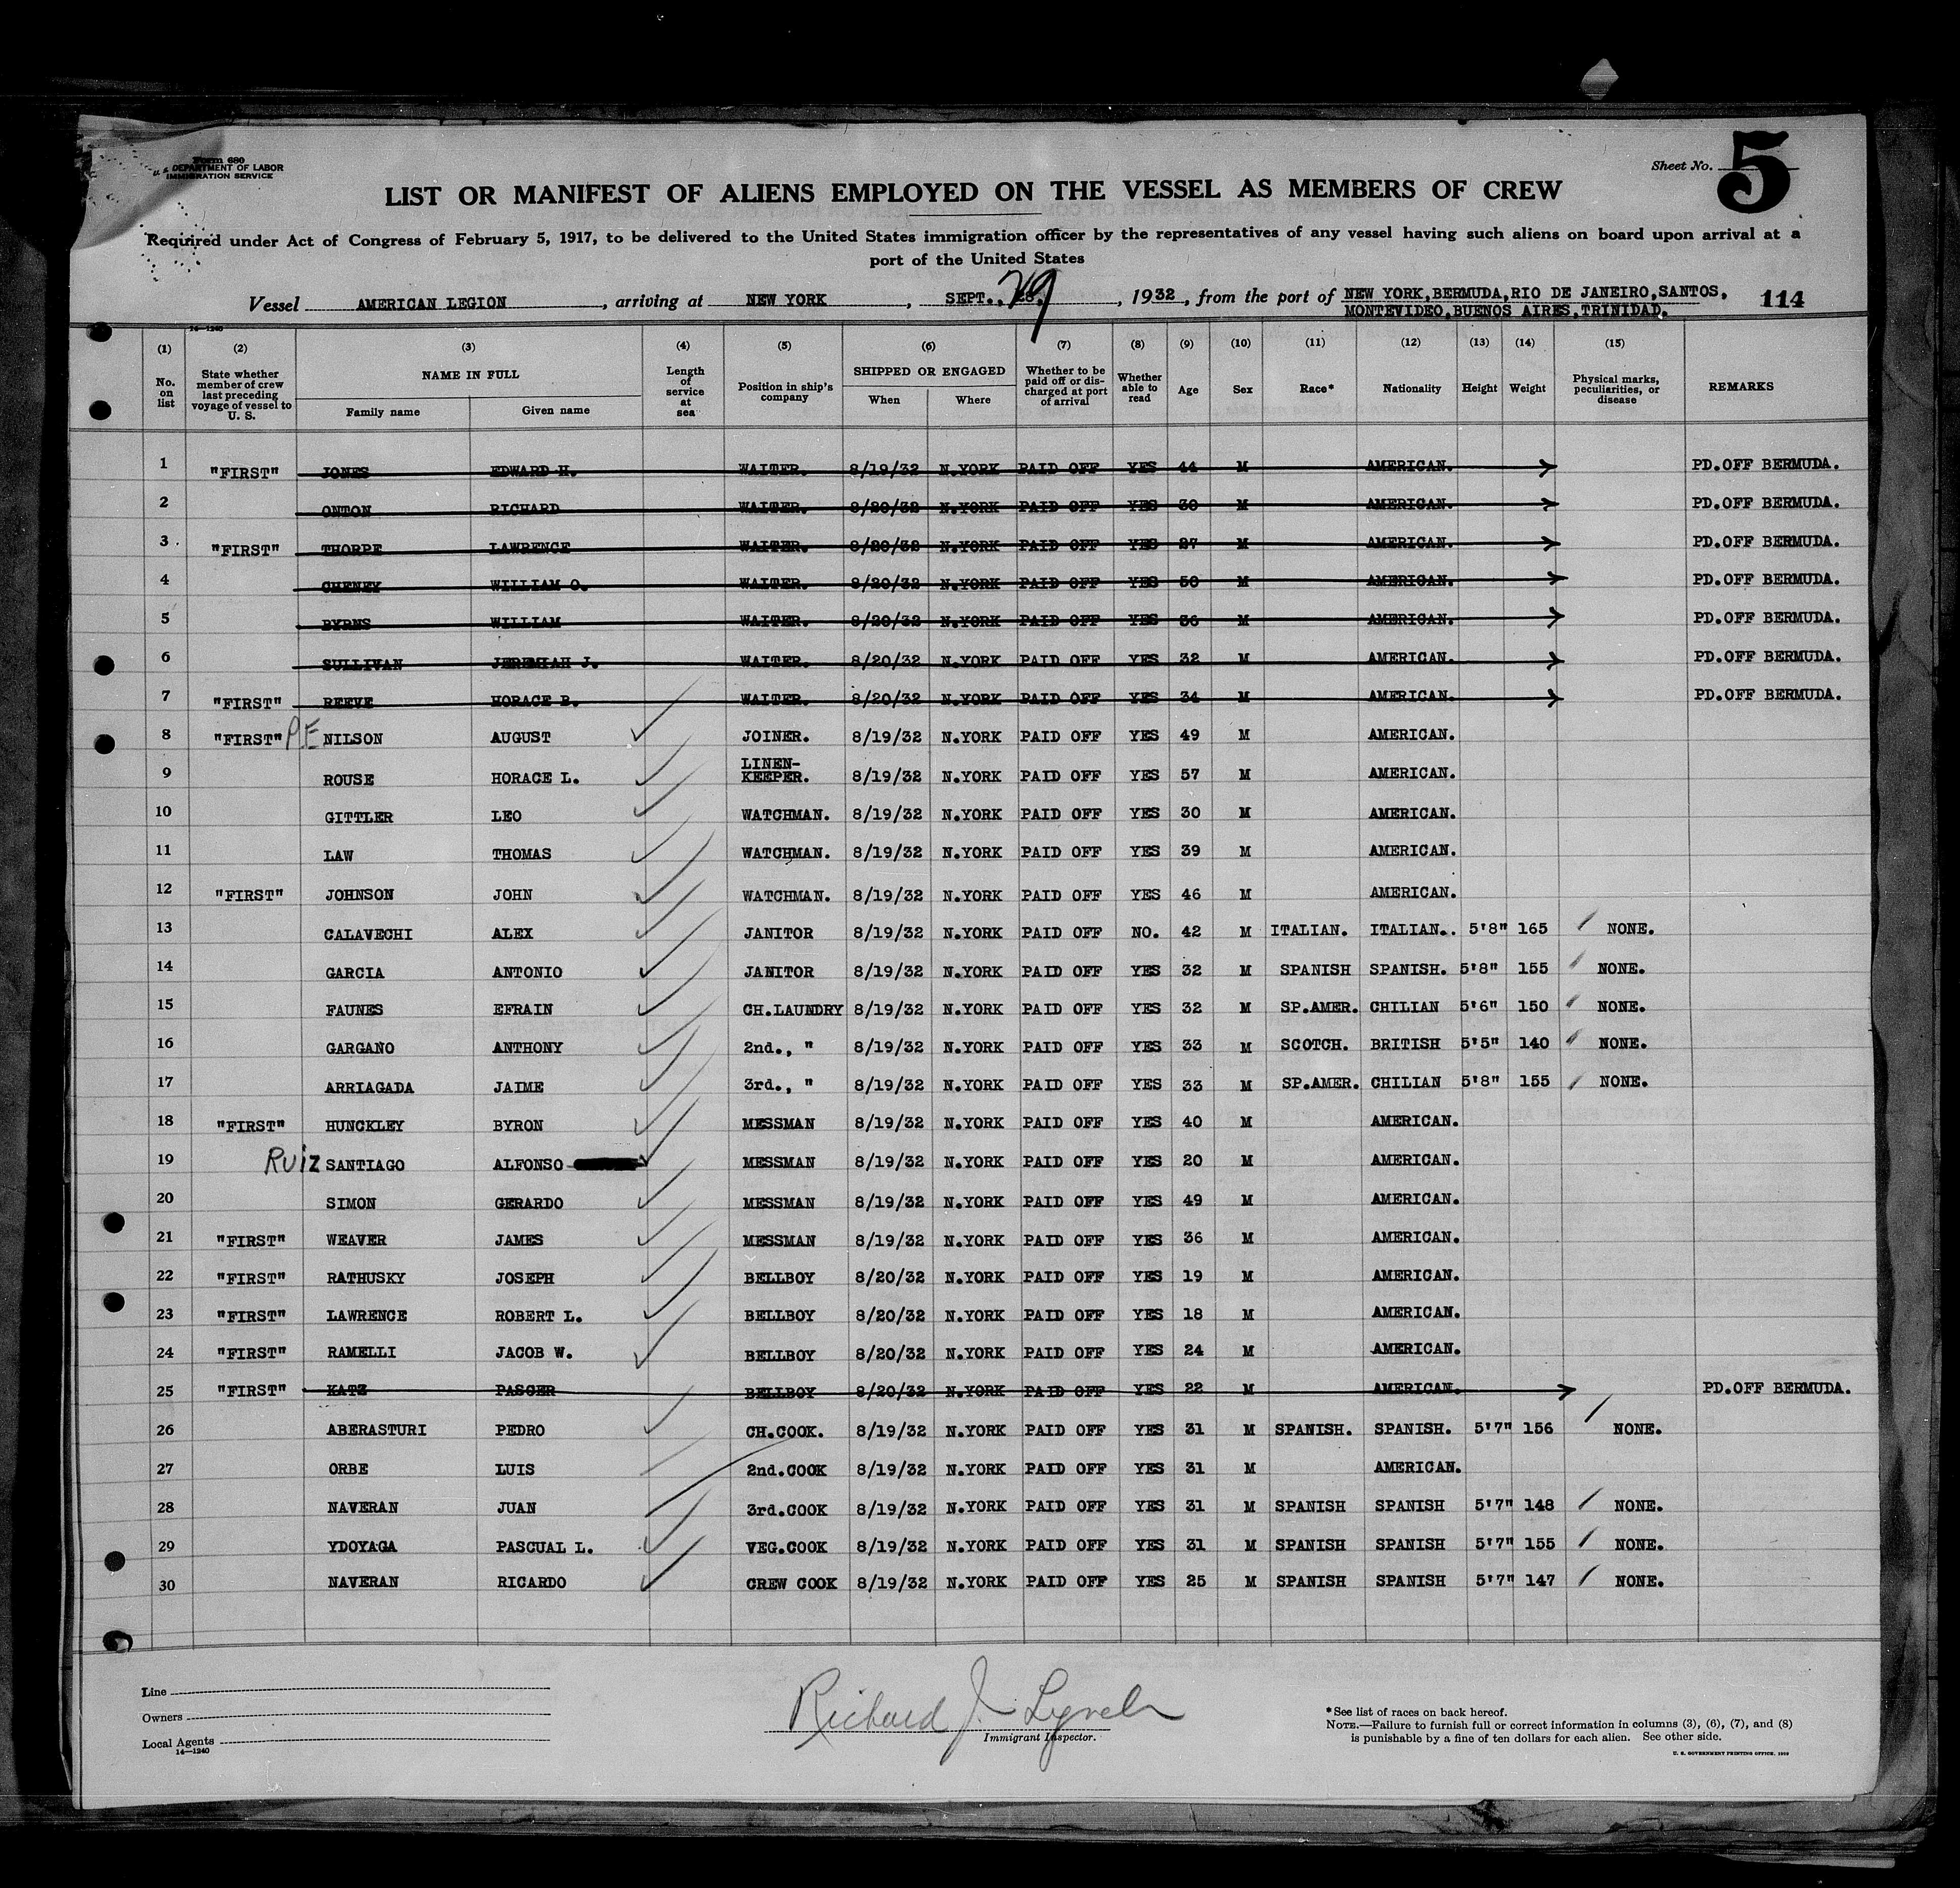 Form 680
U. S. DEPARTMENT OF LABOR
IMMIGRATION SERVICE
Sheet No. 5
LIST OR MANIFEST OF ALIENS EMPLOYED ON THE VESSEL AS MEMBERS OF CREW
Required under Act of Congress of February 5, 1917, to be delivered to the United States immigration officer by the representatives of any vessel having such aliens on board upon arrival at a
port of the United States
Vessel AMERICAN LEGION, arriving at NEW YORK, SEPT., 29, 1932, from the port of NEW YORK,BERMUDA,RIO DE JANEIRO,SANTOS, 114
MONTEVIDEO,BUENOS AIRES,TRINIDAD.
14—1240
(1) (2) (3) (4) (5) (6) (7) (8) (9) (10) (11) (12) (13) (14) (15)
No. on list State whether member of crew last preceding voyage of vessel to U. S. NAME IN FULL Family name Given name Length of service at sea Position in ship's company SHIPPED OR ENGAGED When Where Whether to be paid off or discharged at port of arrival Whether able to read Age Sex Race* Nationality Height Weight Physical marks, peculiarities, or disease REMARKS
1 "FIRST" JONES EDWARD H. WAITER. 8/19/32 N.YORK PAID OFF YES 44 M AMERICAN. PD.OFF BERMUDA.
2 ONTON RICHARD WAITER. 8/20/32 N.YORK PAID OFF YES 30 M AMERICAN. PD.OFF BERMUDA.
3 "FIRST" THORPE LAWRENCE WAITER. 8/20/32 N.YORK PAID OFF YES 27 M AMERICAN. PD.OFF BERMUDA.
4 CHENEY WILLIAM O. WAITER. 8/20/32 N.YORK PAID OFF YES 50 M AMERICAN. PD.OFF BERMUDA.
5 BYRNS WILLIAM WAITER. 8/20/32 N.YORK PAID OFF YES 36 M AMERICAN. PD.OFF BERMUDA.
6 SULLIVAN JEREMIAH J. WAITER. 8/20/32 N.YORK PAID OFF YES 32 M AMERICAN. PD.OFF BERMUDA.
7 "FIRST" REEVE HORACE B. WAITER. 8/20/32 N.YORK PAID OFF YES 34 M AMERICAN. PD.OFF BERMUDA.
8 "FIRST" PE NILSON AUGUST JOINER. 8/19/32 N.YORK PAID OFF YES 49 M AMERICAN.
9 ROUSE HORACE L. LINEN-KEEPER. 8/19/32 N.YORK PAID OFF YES 57 M AMERICAN.
10 GITTLER LEO WATCHMAN. 8/19/32 N.YORK PAID OFF YES 30 M AMERICAN.
11 LAW THOMAS WATCHMAN. 8/19/32 N.YORK PAID OFF YES 39 M AMERICAN.
12 "FIRST" JOHNSON JOHN WATCHMAN. 8/19/32 N.YORK PAID OFF YES 46 M AMERICAN.
13 CALAVECHI ALEX JANITOR 8/19/32 N.YORK PAID OFF NO. 42 M ITALIAN. ITALIAN.. 5'8" 165 NONE.
14 GARCIA ANTONIO JANITOR 8/19/32 N.YORK PAID OFF YES 32 M SPANISH SPANISH. 5'8" 155 NONE.
15 FAUNES EFRAIN CH.LAUNDRY 8/19/32 N.YORK PAID OFF YES 32 M SP.AMER. CHILIAN 5'6" 150 NONE.
16 GARGANO ANTHONY 2nd., " 8/19/32 N.YORK PAID OFF YES 33 M SCOTCH. BRITISH 5'5" 140 NONE.
17 ARRIAGADA JAIME 3rd., " 8/19/32 N.YORK PAID OFF YES 33 M SP.AMER. CHILIAN 5'8" 155 NONE.
18 "FIRST" HUNCKLEY BYRON MESSMAN 8/19/32 N.YORK PAID OFF YES 40 M AMERICAN.
19 Ruiz SANTIAGO ALFONSO MESSMAN 8/19/32 N.YORK PAID OFF YES 20 M AMERICAN.
20 SIMON GERARDO MESSMAN 8/19/32 N.YORK PAID OFF YES 49 M AMERICAN.
21 "FIRST" WEAVER JAMES MESSMAN 8/19/32 N.YORK PAID OFF YES 36 M AMERICAN.
22 "FIRST" RATHUSKY JOSEPH BELLBOY 8/20/32 N.YORK PAID OFF YES 19 M AMERICAN.
23 "FIRST" LAWRENCE ROBERT L. BELLBOY 8/20/32 N.YORK PAID OFF YES 18 M AMERICAN.
24 "FIRST" RAMELLI JACOB W. BELLBOY 8/20/32 N.YORK PAID OFF YES 24 M AMERICAN.
25 "FIRST" KATZ PASCER BELLBOY 8/20/32 N.YORK PAID OFF YES 22 M AMERICAN. PD.OFF BERMUDA.
26 ABERASTURI PEDRO CH.COOK. 8/19/32 N.YORK PAID OFF YES 31 M SPANISH. SPANISH. 5'7" 156 NONE.
27 ORBE LUIS 2nd.COOK 8/19/32 N.YORK PAID OFF YES 31 M AMERICAN.
28 NAVERAN JUAN 3rd.COOK 8/19/32 N.YORK PAID OFF YES 31 M SPANISH SPANISH 5'7" 148 NONE.
29 YDOYAGA PASCUAL L. VEG.COOK 8/19/32 N.YORK PAID OFF YES 31 M SPANISH SPANISH 5'7" 155 NONE.
30 NAVERAN RICARDO CREW COOK 8/19/32 N.YORK PAID OFF YES 25 M SPANISH SPANISH 5'7" 147 NONE.
Line
Owners
Local Agents
14—1240
Richard J. Lynch
Immigrant Inspector.
*See list of races on back hereof.
NOTE.—Failure to furnish full or correct information in columns (3), (6), (7), and (8)
is punishable by a fine of ten dollars for each alien. See other side.
U. S. GOVERNMENT PRINTING OFFICE.